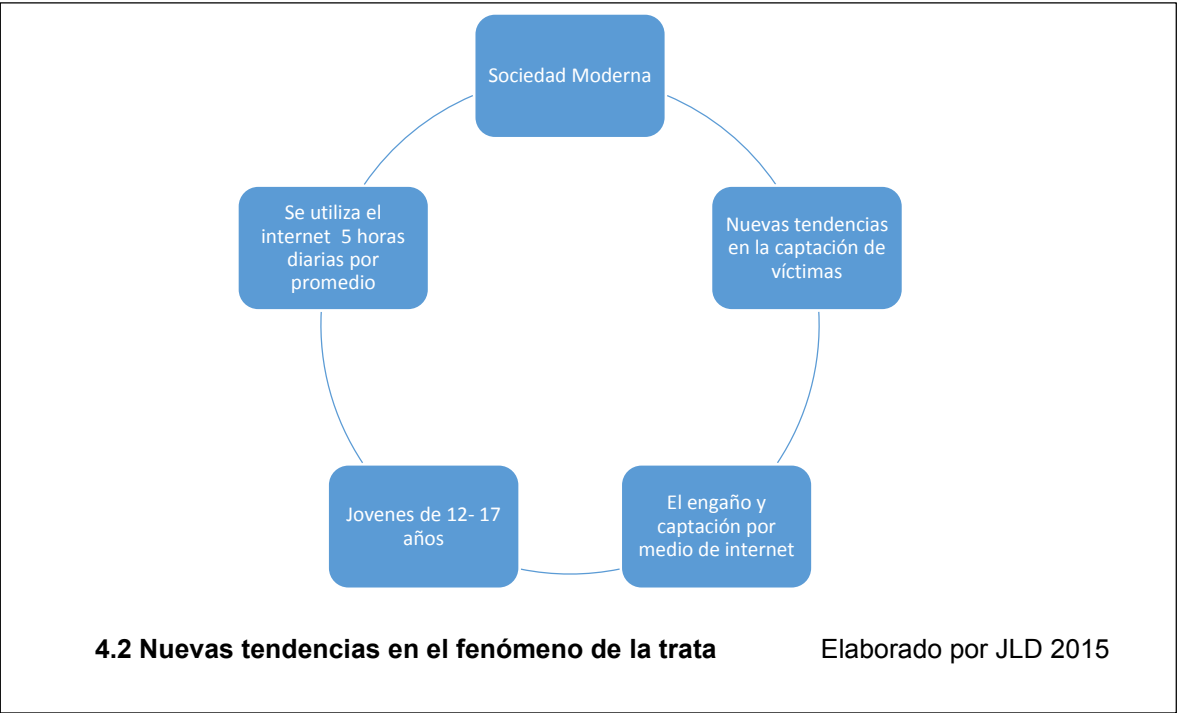 Sociedad Moderna
Nuevas tendencias
en la captación de
víctimas
El engaño y
captación por
medio de internet
Jovenes de 12- 17
años
Se utiliza el
internet 5 horas
diarias por
promedio
4.2 Nuevas tendencias en el fenómeno de la trata Elaborado por JLD 2015